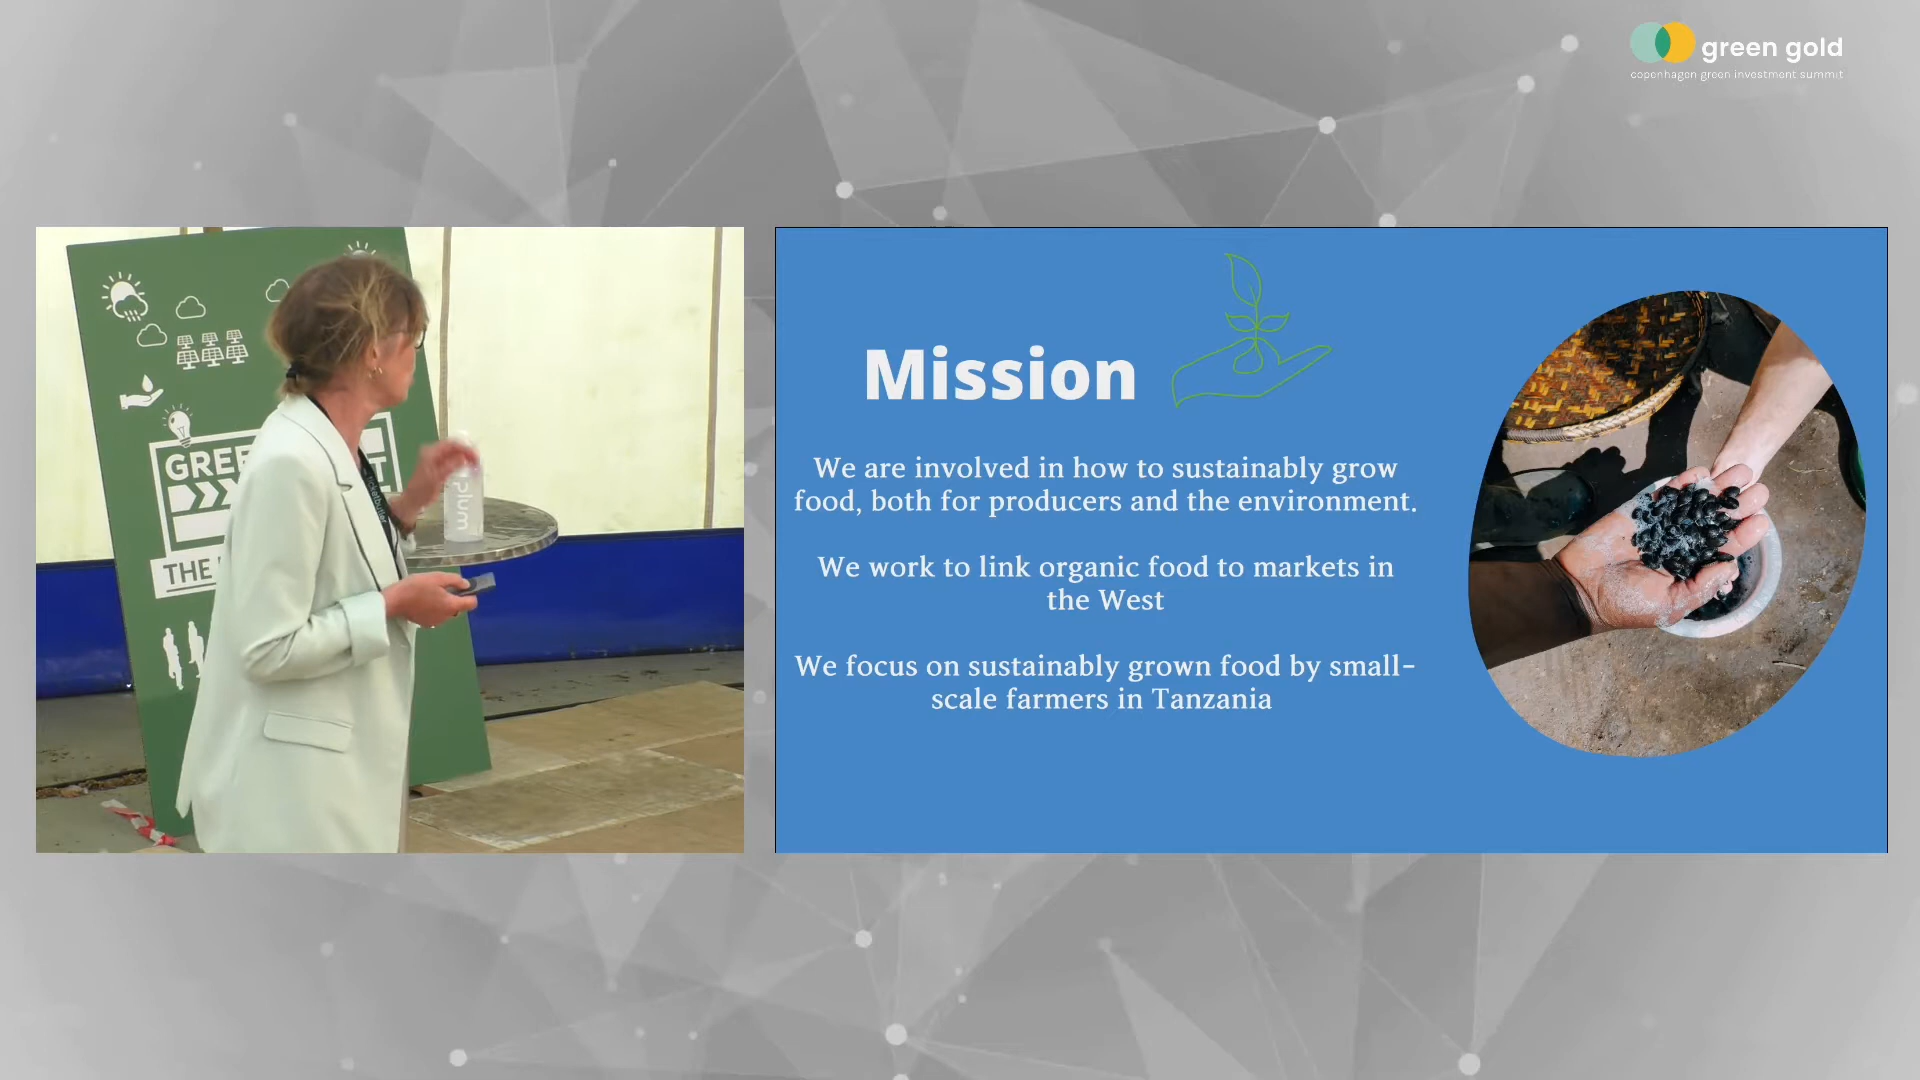 green gold
copenhagen green investment summit
GREE
T
THE
plum
Mission
We are involved in how to sustainably grow
food, both for producers and the environment.
We work to link organic food to markets in
the West
We focus on sustainably grown food by small-
scale farmers in Tanzania